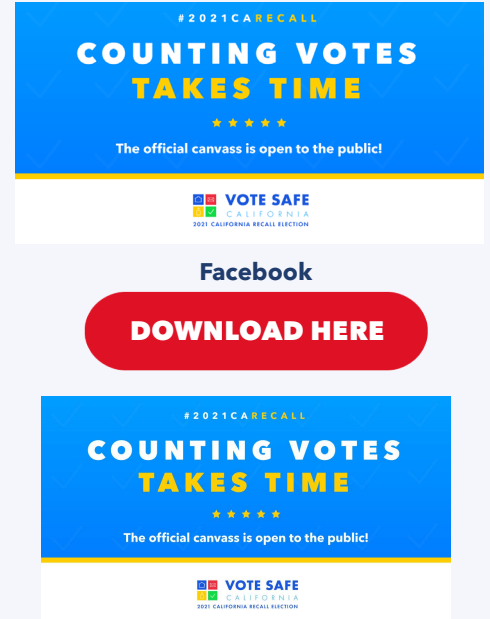 #2021CARECALL
COUNTING VOTES
TAKES TIME
The official canvass is open to the public!
VOTE SAFE
CALIFORNIA
2021 CALIFORNIA RECALL ELECTION
Facebook
DOWNLOAD HERE
#2021CARECALL
COUNTING VOTES
TAKES TIME
The official canvass is open to the public!
VOTE SAFE
CALIFORNIA
2021 CALIFORNIA RECALL ELECTION